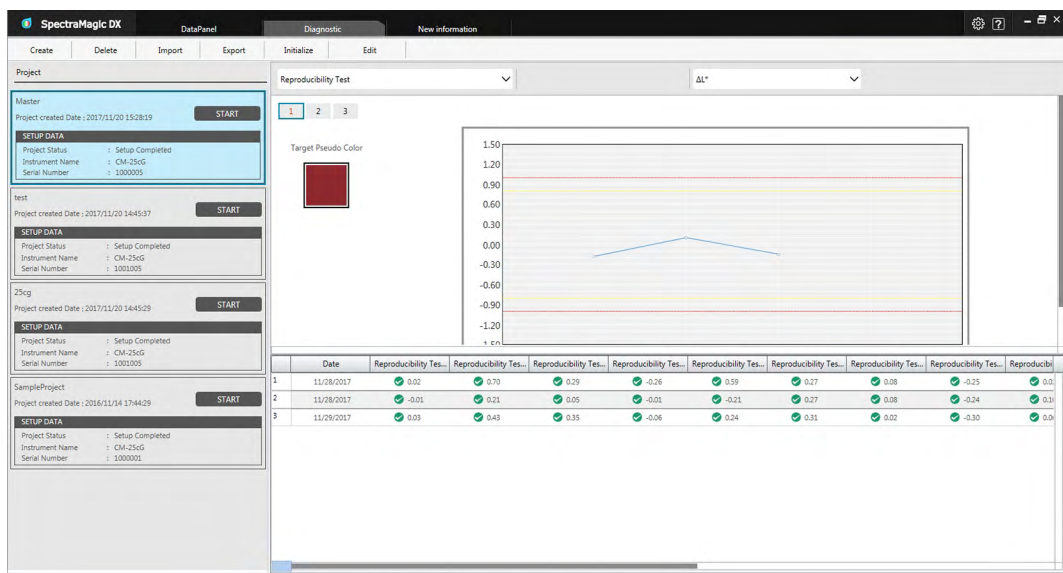 SpectraMagic DX DataPanel Diagnostic New information ?
Create Delete Import Export Initialize Edit
Project
Master
Project created Date : 2017/11/20 15:28:19 START
SETUP DATA
Project Status : Setup Completed
Instrument Name : CM-25cG
Serial Number : 1000005
test
Project created Date : 2017/11/20 14:45:37 START
SETUP DATA
Project Status : Setup Completed
Instrument Name : CM-25cG
Serial Number : 1001005
25cg
Project created Date : 2017/11/20 14:45:29 START
SETUP DATA
Project Status : Setup Completed
Instrument Name : CM-25cG
Serial Number : 1001005
SampleProject
Project created Date : 2016/11/14 17:44:29 START
SETUP DATA
Project Status : Setup Completed
Instrument Name : CM-25cG
Serial Number : 1000001
Reproducibility Test ΔL*
1 2 3
Target Pseudo Color
1.50
1.20
0.90
0.60
0.30
0.00
-0.30
-0.60
-0.90
-1.20
Date Reproducibility Tes... Reproducibility Tes... Reproducibility Tes... Reproducibility Tes... Reproducibility Tes... Reproducibility Tes... Reproducibility Tes... Reproducibility Tes... Reproducibi
1 11/28/2017 0.02 0.70 0.29 -0.26 0.59 0.27 0.08 -0.25
2 11/28/2017 -0.01 0.21 0.05 -0.01 -0.21 0.27 0.08 -0.24
3 11/29/2017 0.03 0.43 0.35 -0.06 0.24 0.31 0.02 -0.30